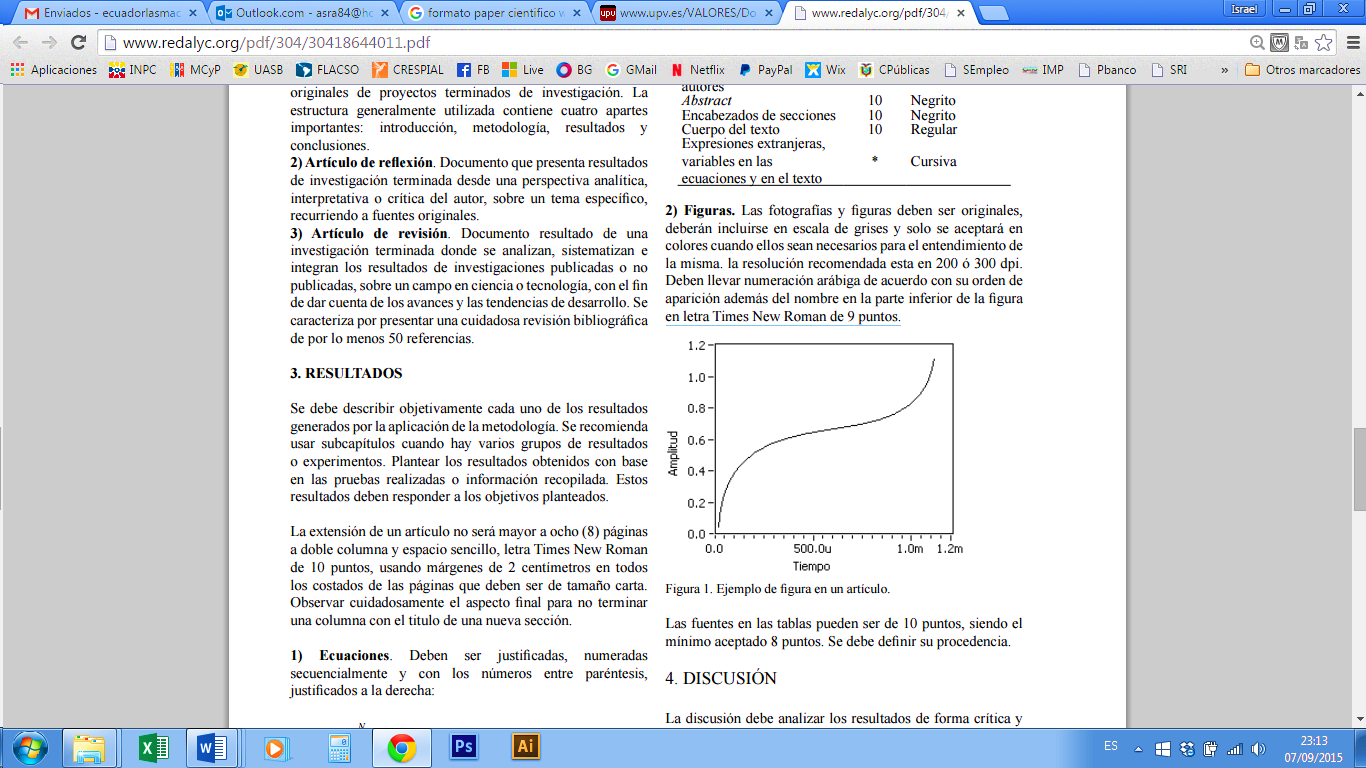 Enviados - ecuadorlasmac
Outlook.com - asra84@ho
formato paper cientifico w
www.upv.es/VALORES/Do
www.redalyc.org/pdf/304/
Israel
www.redalyc.org/pdf/304/30418644011.pdf
Aplicaciones INPC MCyP UASB FLACSO CRESPIAL FB Live BG GMail Netflix PayPal Wix CPúblicas SEmpleo IMP Pbanco SRI » Otros marcadores
originales de proyectos terminados de investigación. La
estructura generalmente utilizada contiene cuatro apartes
importantes: introducción, metodología, resultados y
conclusiones.
2) Artículo de reflexión. Documento que presenta resultados
de investigación terminada desde una perspectiva analítica,
interpretativa o crítica del autor, sobre un tema específico,
recurriendo a fuentes originales.
3) Artículo de revisión. Documento resultado de una
investigación terminada donde se analizan, sistematizan e
integran los resultados de investigaciones publicadas o no
publicadas, sobre un campo en ciencia o tecnología, con el fin
de dar cuenta de los avances y las tendencias de desarrollo. Se
caracteriza por presentar una cuidadosa revisión bibliográfica
de por lo menos 50 referencias.
3. RESULTADOS
Se debe describir objetivamente cada uno de los resultados
generados por la aplicación de la metodología. Se recomienda
usar subcapítulos cuando hay varios grupos de resultados
o experimentos. Plantear los resultados obtenidos con base
en las pruebas realizadas o información recopilada. Estos
resultados deben responder a los objetivos planteados.
La extensión de un artículo no será mayor a ocho (8) páginas
a doble columna y espacio sencillo, letra Times New Roman
de 10 puntos, usando márgenes de 2 centímetros en todos
los costados de las páginas que deben ser de tamaño carta.
Observar cuidadosamente el aspecto final para no terminar
una columna con el titulo de una nueva sección.
1) Ecuaciones. Deben ser justificadas, numeradas
secuencialmente y con los números entre paréntesis,
justificados a la derecha:
N
autores
Abstract 10 Negrito
Encabezados de secciones 10 Negrito
Cuerpo del texto 10 Regular
Expresiones extranjeras,
variables en las * Cursiva
ecuaciones y en el texto
2) Figuras. Las fotografías y figuras deben ser originales,
deberán incluirse en escala de grises y solo se aceptará en
colores cuando ellos sean necesarios para el entendimiento de
la misma. la resolución recomendada esta en 200 ó 300 dpi.
Deben llevar numeración arábiga de acuerdo con su orden de
aparición además del nombre en la parte inferior de la figura
en letra Times New Roman de 9 puntos.
1.2
1.0
0.8
0.6
0.4
0.2
0.0
Amplitud
0.0 500.0u 1.0m 1.2m
Tiempo
Figura 1. Ejemplo de figura en un artículo.
Las fuentes en las tablas pueden ser de 10 puntos, siendo el
mínimo aceptado 8 puntos. Se debe definir su procedencia.
4. DISCUSIÓN
La discusión debe analizar los resultados de forma crítica y
Ps
Ai
ES
23:13
07/09/2015